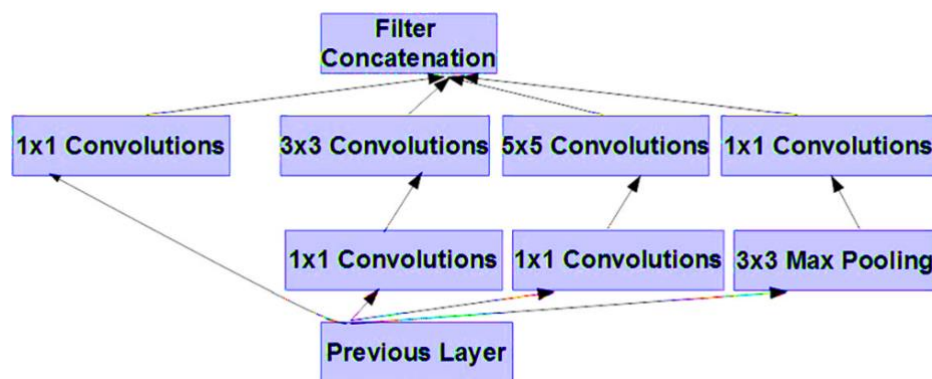 Filter
Concatenation
1x1 Convolutions
3x3 Convolutions
5x5 Convolutions
1x1 Convolutions
1x1 Convolutions
1x1 Convolutions
3x3 Max Pooling
Previous Layer